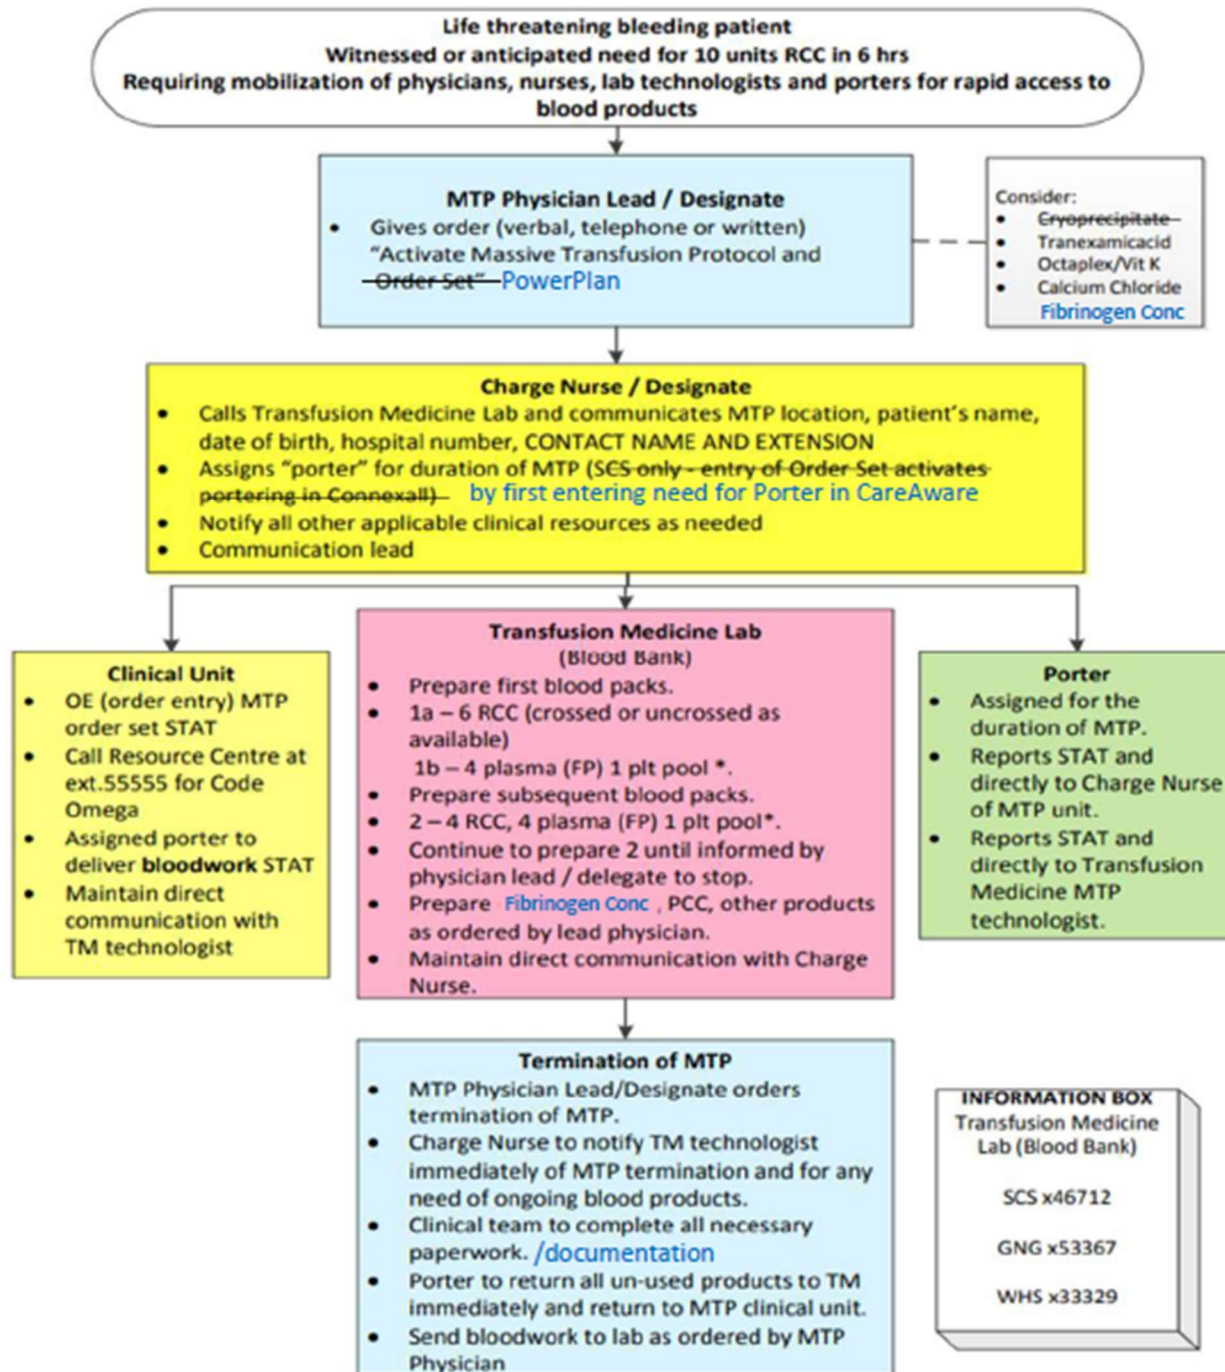 Life threatening bleeding patient
Witnessed or anticipated need for 10 units RCC in 6 hrs
Requiring mobilization of physicians, nurses, lab technologists and porters for rapid access to
blood products
MTP Physician Lead / Designate
• Gives order (verbal, telephone or written)
"Activate Massive Transfusion Protocol and
Order Set" PowerPlan
Consider:
• Cryoprecipitate
• Tranexamicacid
• Octaplex/Vit K
• Calcium Chloride
Fibrinogen Conc
Charge Nurse / Designate
• Calls Transfusion Medicine Lab and communicates MTP location, patient's name,
date of birth, hospital number, CONTACT NAME AND EXTENSION
• Assigns "porter" for duration of MTP (SCS only - entry of Order Set activates
portering in Connexall) by first entering need for Porter in CareAware
• Notify all other applicable clinical resources as needed
• Communication lead
Clinical Unit
• OE (order entry) MTP
order set STAT
• Call Resource Centre at
ext.55555 for Code
Omega
• Assigned porter to
deliver bloodwork STAT
• Maintain direct
communication with
TM technologist
Transfusion Medicine Lab
(Blood Bank)
• Prepare first blood packs.
• 1a – 6 RCC (crossed or uncrossed as
available)
1b – 4 plasma (FP) 1 plt pool *.
• Prepare subsequent blood packs.
• 2 – 4 RCC, 4 plasma (FP) 1 plt pool*.
• Continue to prepare 2 until informed by
physician lead / delegate to stop.
• Prepare Fibrinogen Conc , PCC, other products
as ordered by lead physician.
• Maintain direct communication with Charge
Nurse.
Porter
• Assigned for the
duration of MTP.
• Reports STAT and
directly to Charge Nurse
of MTP unit.
• Reports STAT and
directly to Transfusion
Medicine MTP
technologist.
Termination of MTP
• MTP Physician Lead/Designate orders
termination of MTP.
• Charge Nurse to notify TM technologist
immediately of MTP termination and for any
need of ongoing blood products.
• Clinical team to complete all necessary
paperwork. /documentation
• Porter to return all un-used products to TM
immediately and return to MTP clinical unit.
• Send bloodwork to lab as ordered by MTP
Physician
INFORMATION BOX
Transfusion Medicine
Lab (Blood Bank)
SCS x46712
GNG x53367
WHS x33329